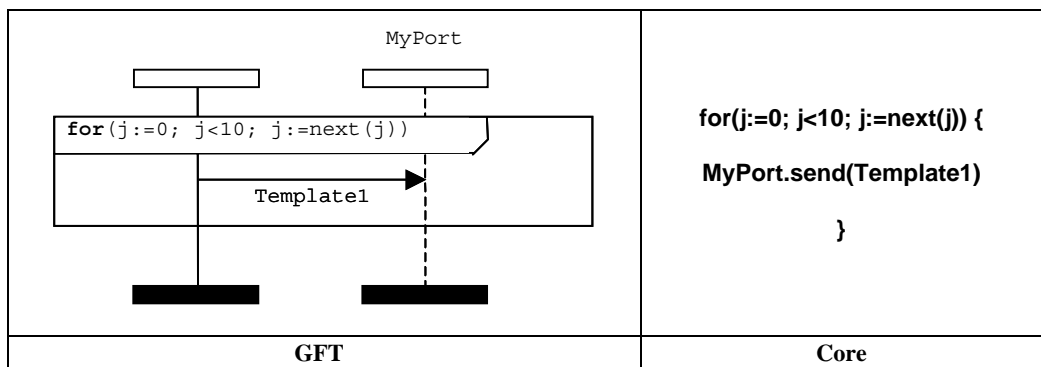 MyPort
for(j:=0; j<10; j:=next(j))
Template1
for(j:=0; j<10; j:=next(j)) {
MyPort.send(Template1)
}
GFT
Core